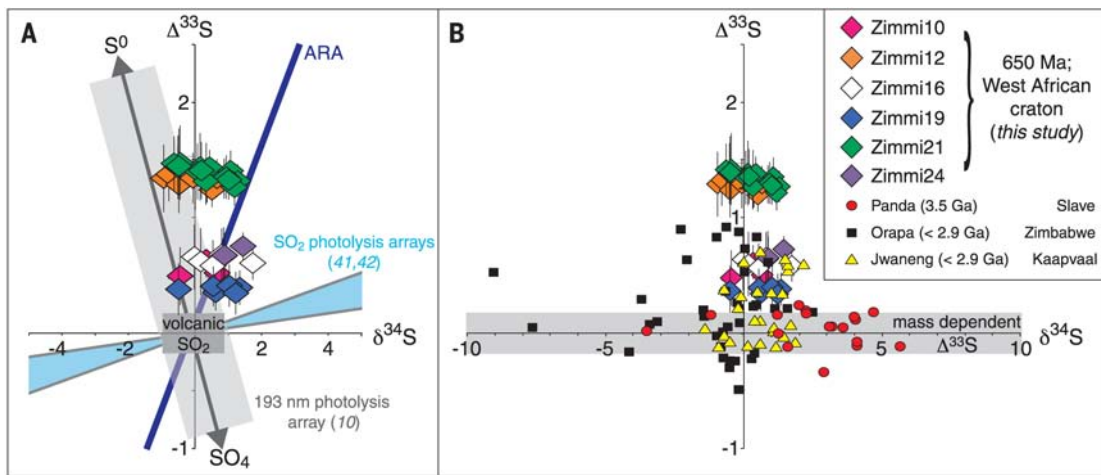 A
Δ³³S
S⁰
ARA
2
SO₂ photolysis arrays
(41,42)
volcanic
SO₂
δ³⁴S
-4
-2
2
4
193 nm photolysis
array (10)
SO₄
-1
B
Δ³³S
2
1
mass dependent
δ³⁴S
Δ³³S
-10
-5
5
10
-1
Zimmi10
Zimmi12
Zimmi16
Zimmi19
Zimmi21
Zimmi24
650 Ma;
West African
craton
(this study)
Panda (3.5 Ga) Slave
Orapa (< 2.9 Ga) Zimbabwe
Jwaneng (< 2.9 Ga) Kaapvaal